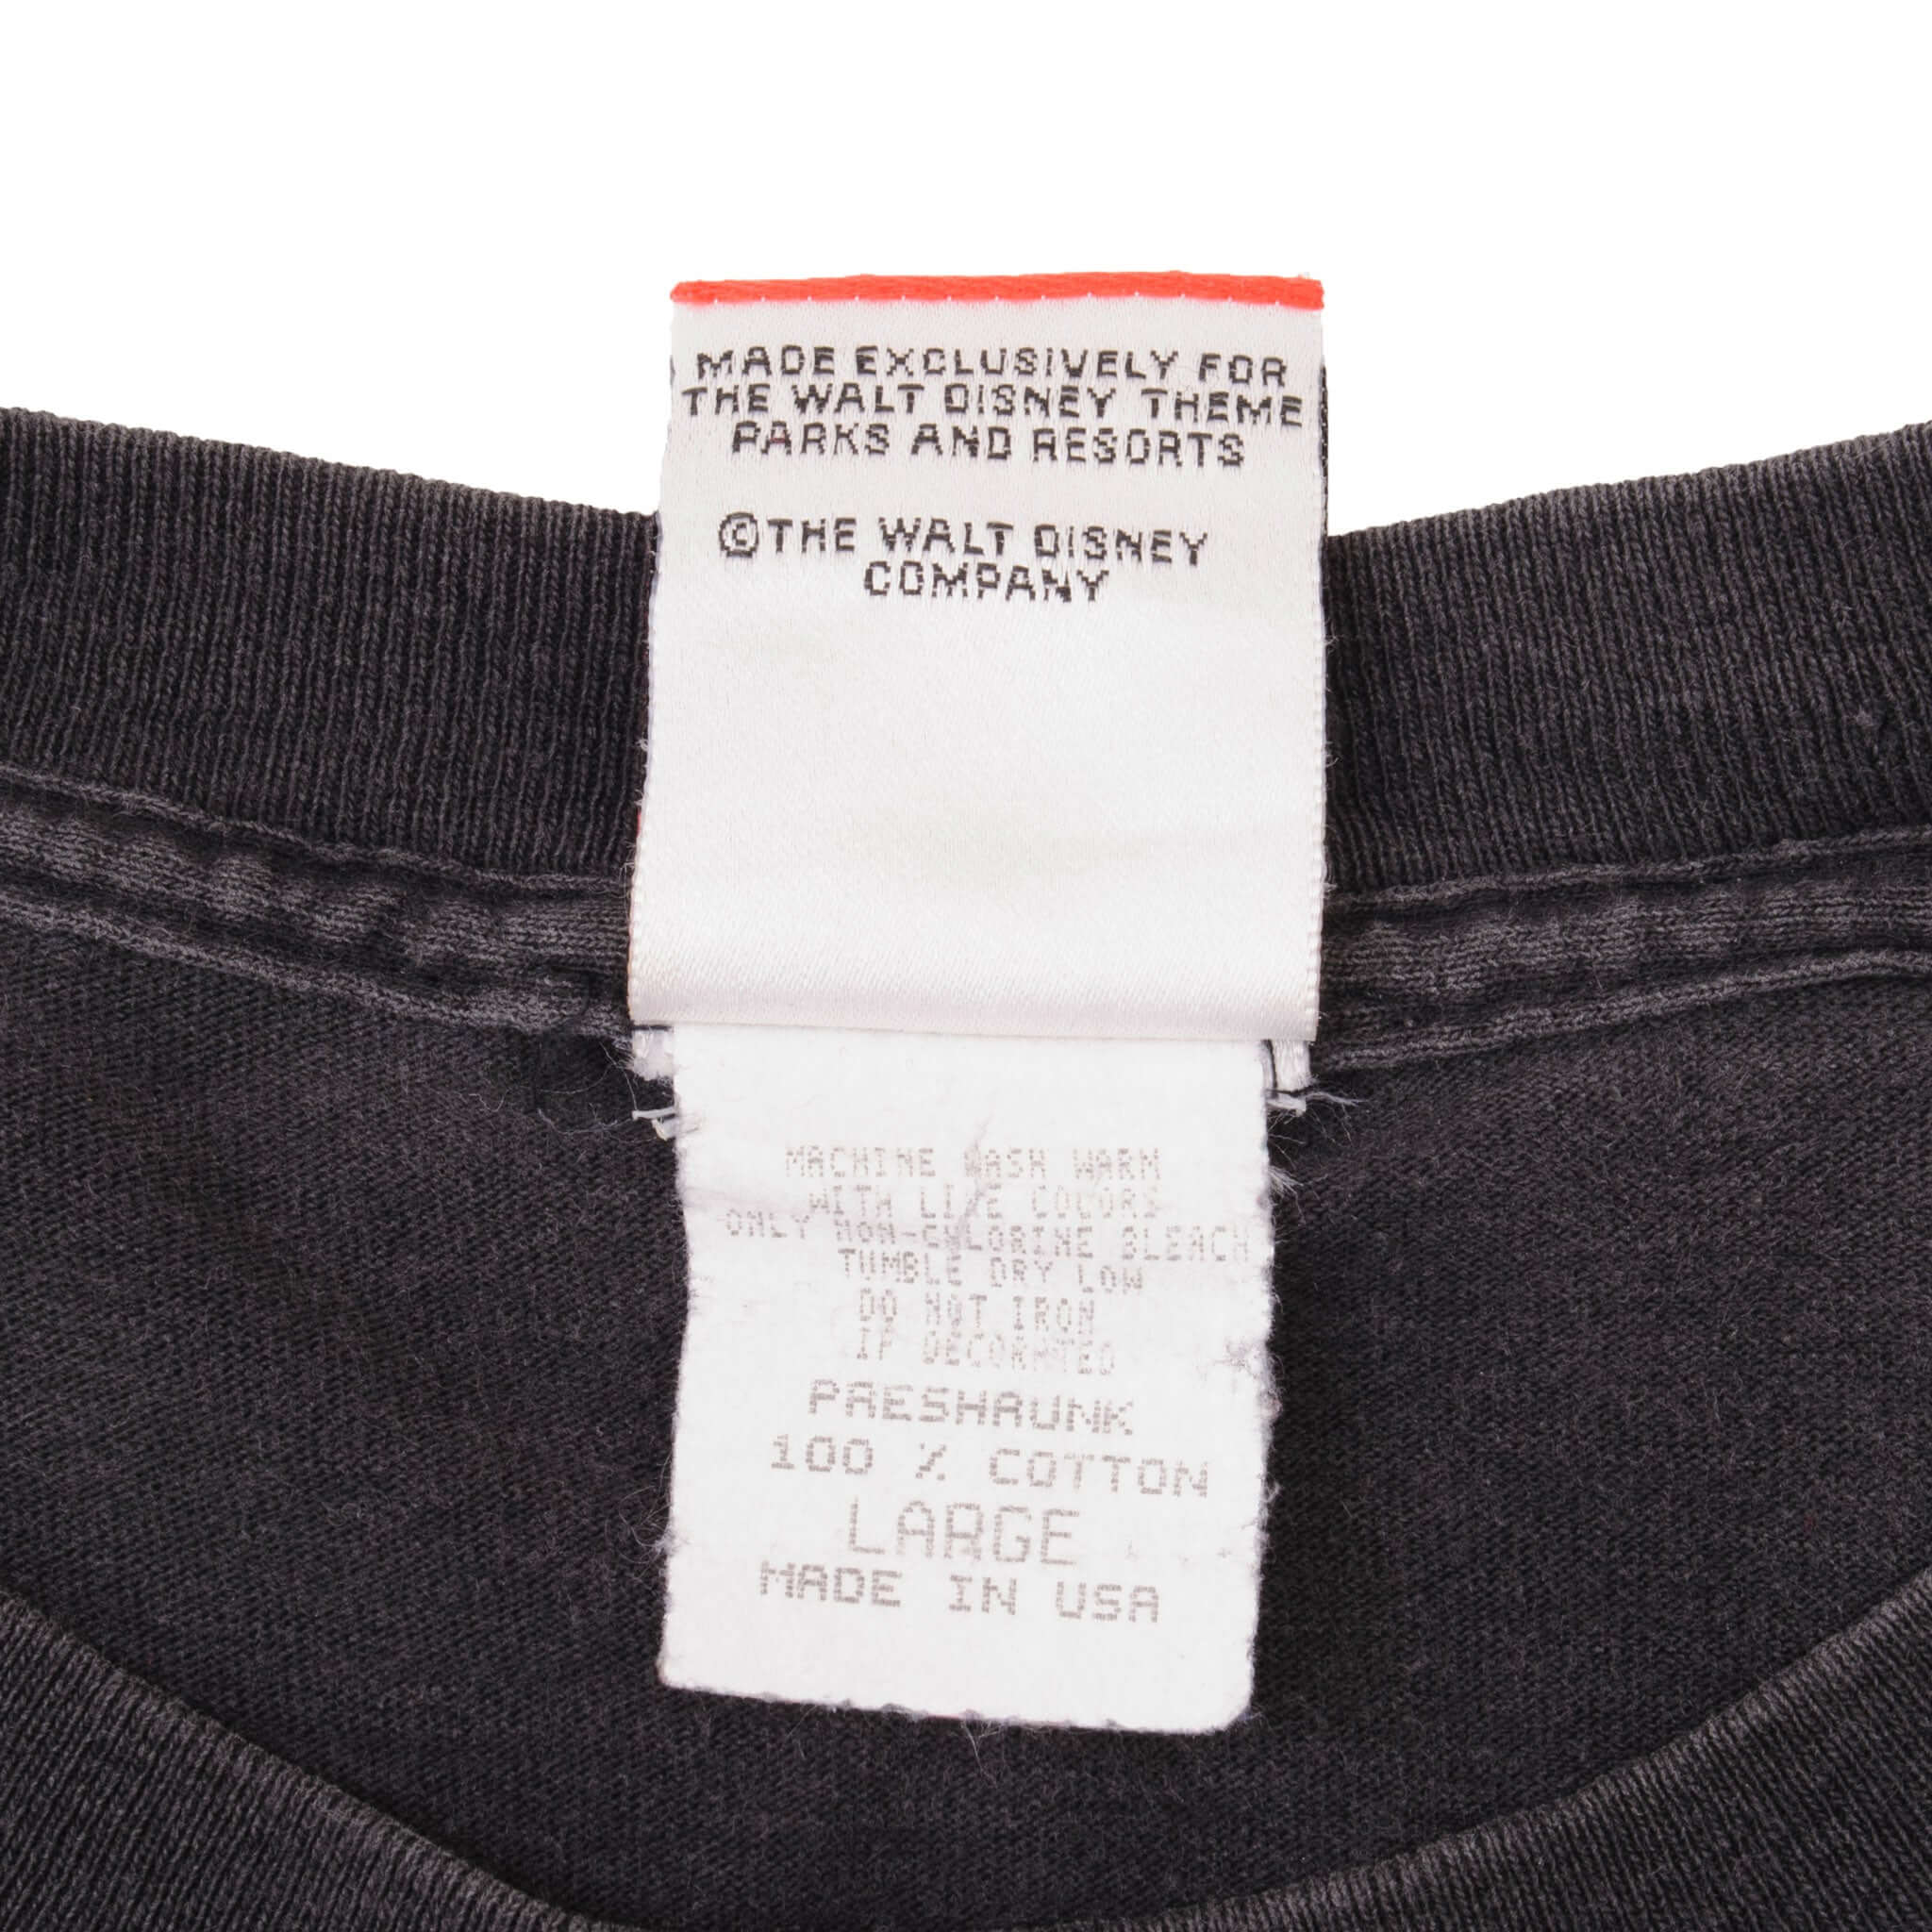 MADE EXCLUSIVELY FOR
THE WALT DISNEY THEME
PARKS AND RESORTS
©THE WALT DISNEY
COMPANY
MACHINE WASH WARM
WITH LIKE COLORS
ONLY NON-CHLORINE BLEACH
TUMBLE DRY LOW
DO NOT IRON
IF DECORATED
PRESHRUNK
100 % COTTON
LARGE
MADE IN USA